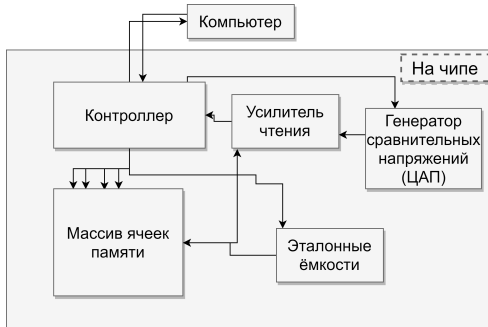 Компьютер
На чипе
Контроллер
Усилитель
чтения
Генератор
сравнительных
напряжений
(ЦАП)
Массив ячеек
памяти
Эталонные
ёмкости